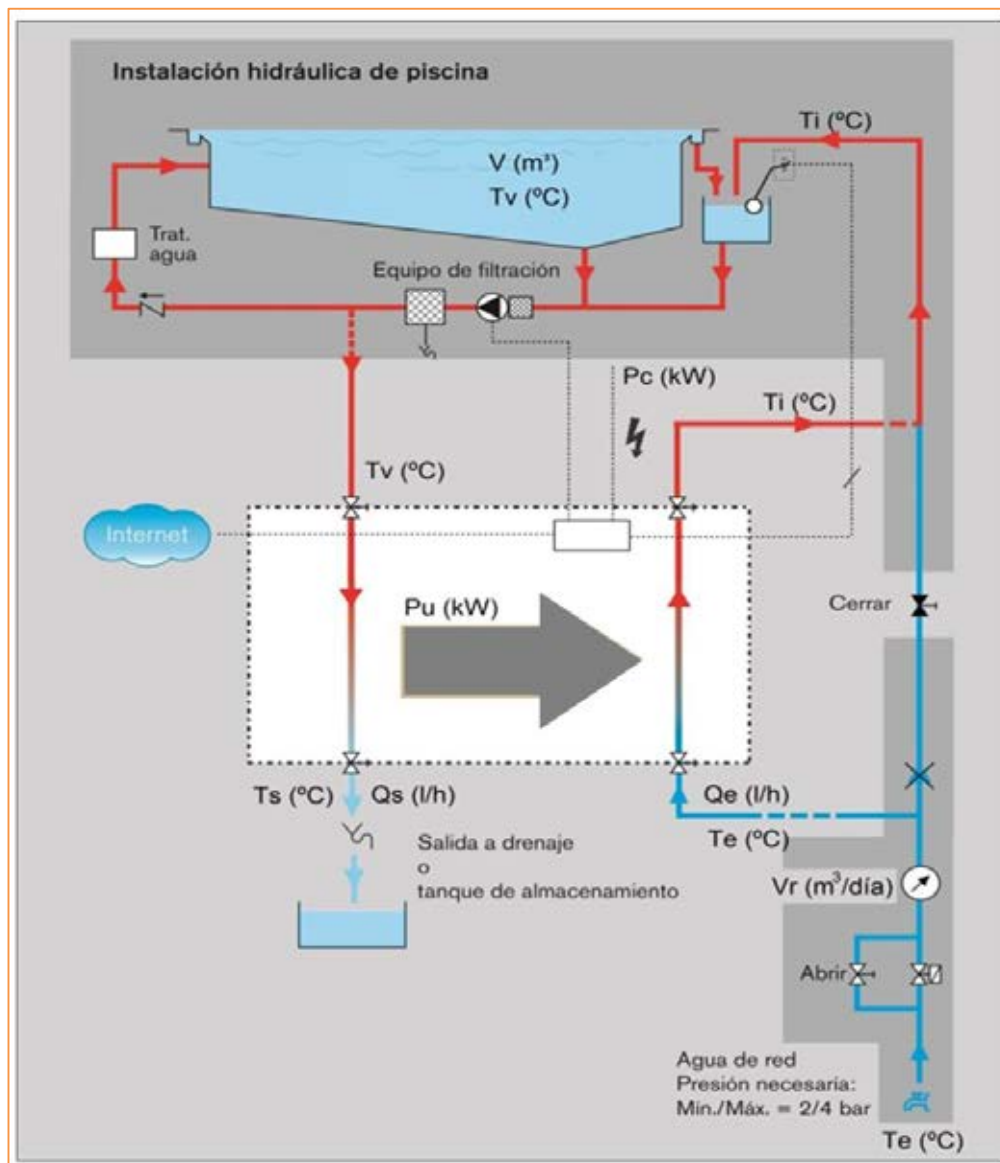 Instalación hidráulica de piscina
Ti (ºC)
V (m³)
Tv (ºC)
Trat.
agua
Equipo de filtración
Pc (kW)
Ti (ºC)
Tv (ºC)
Internet
Pu (kW)
Cerrar
Ts (ºC)
Qs (l/h)
Qe (l/h)
Te (ºC)
Salida a drenaje
o
tanque de almacenamiento
Vr (m³/día)
Abrir
Agua de red
Presión necesaria:
Mín./Máx. = 2/4 bar
Te (ºC)